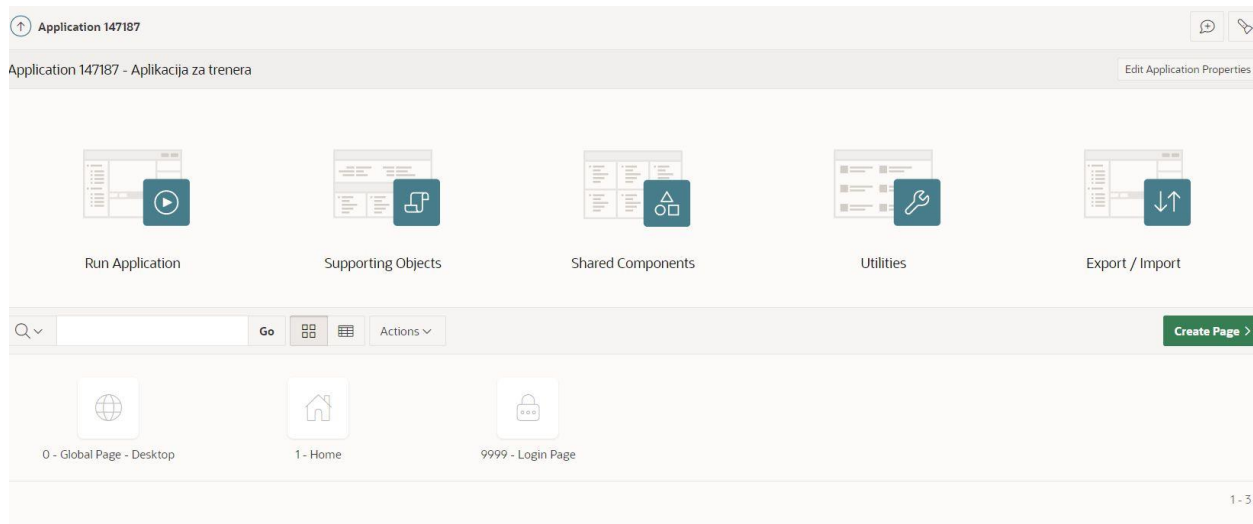 Application 147187
Application 147187 - Aplikacija za trenera
Edit Application Properties
Run Application
Supporting Objects
Shared Components
Utilities
Export / Import
Go
Actions
Create Page
0 - Global Page - Desktop
1 - Home
9999 - Login Page
1 - 3